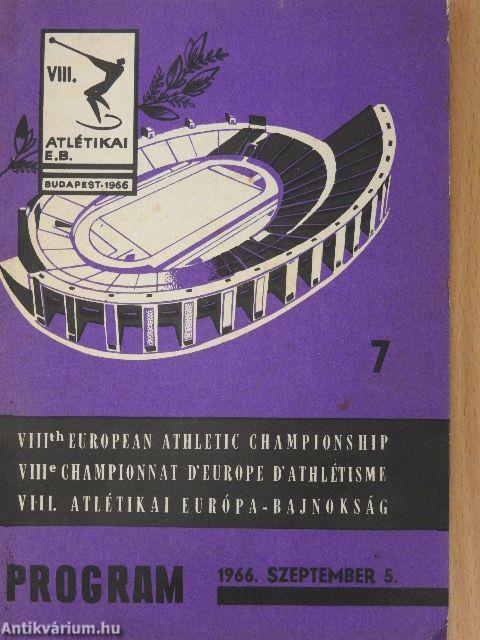 VIII.
ATLÉTIKAI
E.B.
BUDAPEST-1966
7
VIIIth EUROPEAN ATHLETIC CHAMPIONSHIP
VIIIe CHAMPIONNAT D'EUROPE D'ATHLÉTISME
VIII. ATLÉTIKAI EURÓPA-BAJNOKSÁG
PROGRAM
1966. SZEPTEMBER 5.
Antikvárium.hu